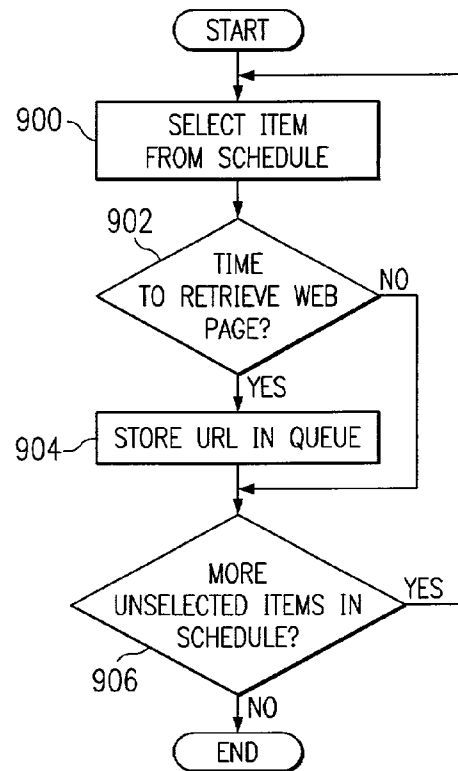 START
900
SELECT ITEM
FROM SCHEDULE
902
TIME
TO RETRIEVE WEB
PAGE?
NO
YES
904
STORE URL IN QUEUE
MORE
UNSELECTED ITEMS IN
SCHEDULE?
YES
906
NO
END